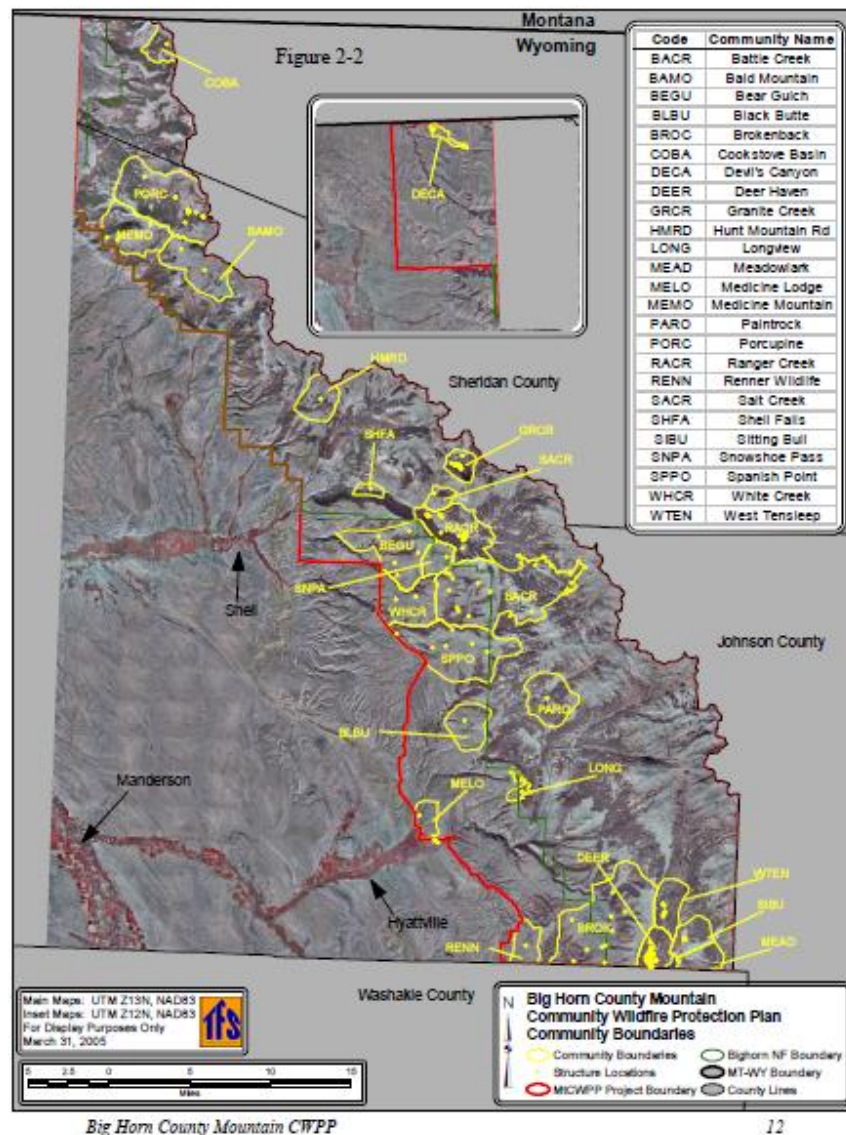 Montana
Wyoming
Figure 2-2
Code Community Name
BACR Battle Creek
BAMO Bald Mountain
BEGU Bear Gulch
BLBU Black Butte
BROC Brokenback
COBA Cookstove Basin
DECA Devil's Canyon
DEER Deer Haven
GRCR Granite Creek
HMRD Hunt Mountain Rd
LONG Longview
MEAD Meadowlark
MELO Medicine Lodge
MEMO Medicine Mountain
PARO Paintrock
PORC Porcupine
RACR Ranger Creek
RENN Renner Wildlife
SACR Salt Creek
SHFA Shell Falls
SIBU Sitting Bull
SNPA Snowshoe Pass
SPPO Spanish Point
WHCR White Creek
WTEN West Tensleep
COBA
DECA
PORC
MEMO
BAMO
HMRD
Sheridan County
SHFA
GRCR
SACR
RACR
BEGU
Shell
SNPA
SACR
WHCR
Johnson County
SPPO
PARO
BLBU
LONG
MELO
Manderson
DEER
WTEN
Hyattville
SIBU
BROC
MEAD
RENN
Washakie County
Main Maps: UTM Z13N, NAD83
Inset Maps: UTM Z12N, NAD83
For Display Purposes Only
March 31, 2005
TFS
5 2.5 0 5 10 15
Miles
N
Big Horn County Mountain
Community Wildfire Protection Plan
Community Boundaries
Community Boundaries
Structure Locations
MtCWPP Project Boundary
Bighorn NF Boundary
MT-WY Boundary
County Lines
Big Horn County Mountain CWPP 12